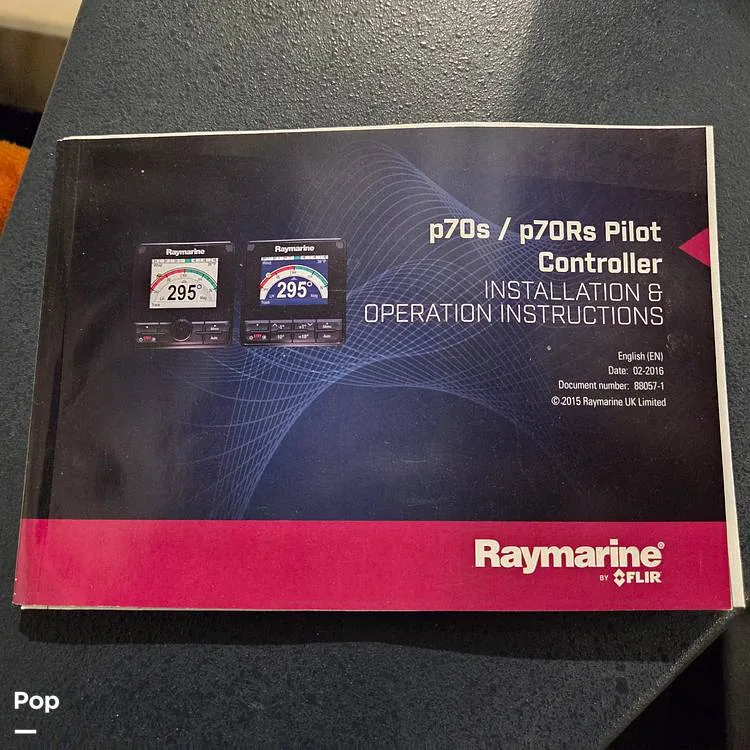 p70s / p70Rs Pilot
Controller
INSTALLATION &
OPERATION INSTRUCTIONS
English (EN)
Date: 02-2016
Document number: 88057-1
© 2015 Raymarine UK Limited
Raymarine
295°
Raymarine
295°
Raymarine®
BY FLIR
Pop